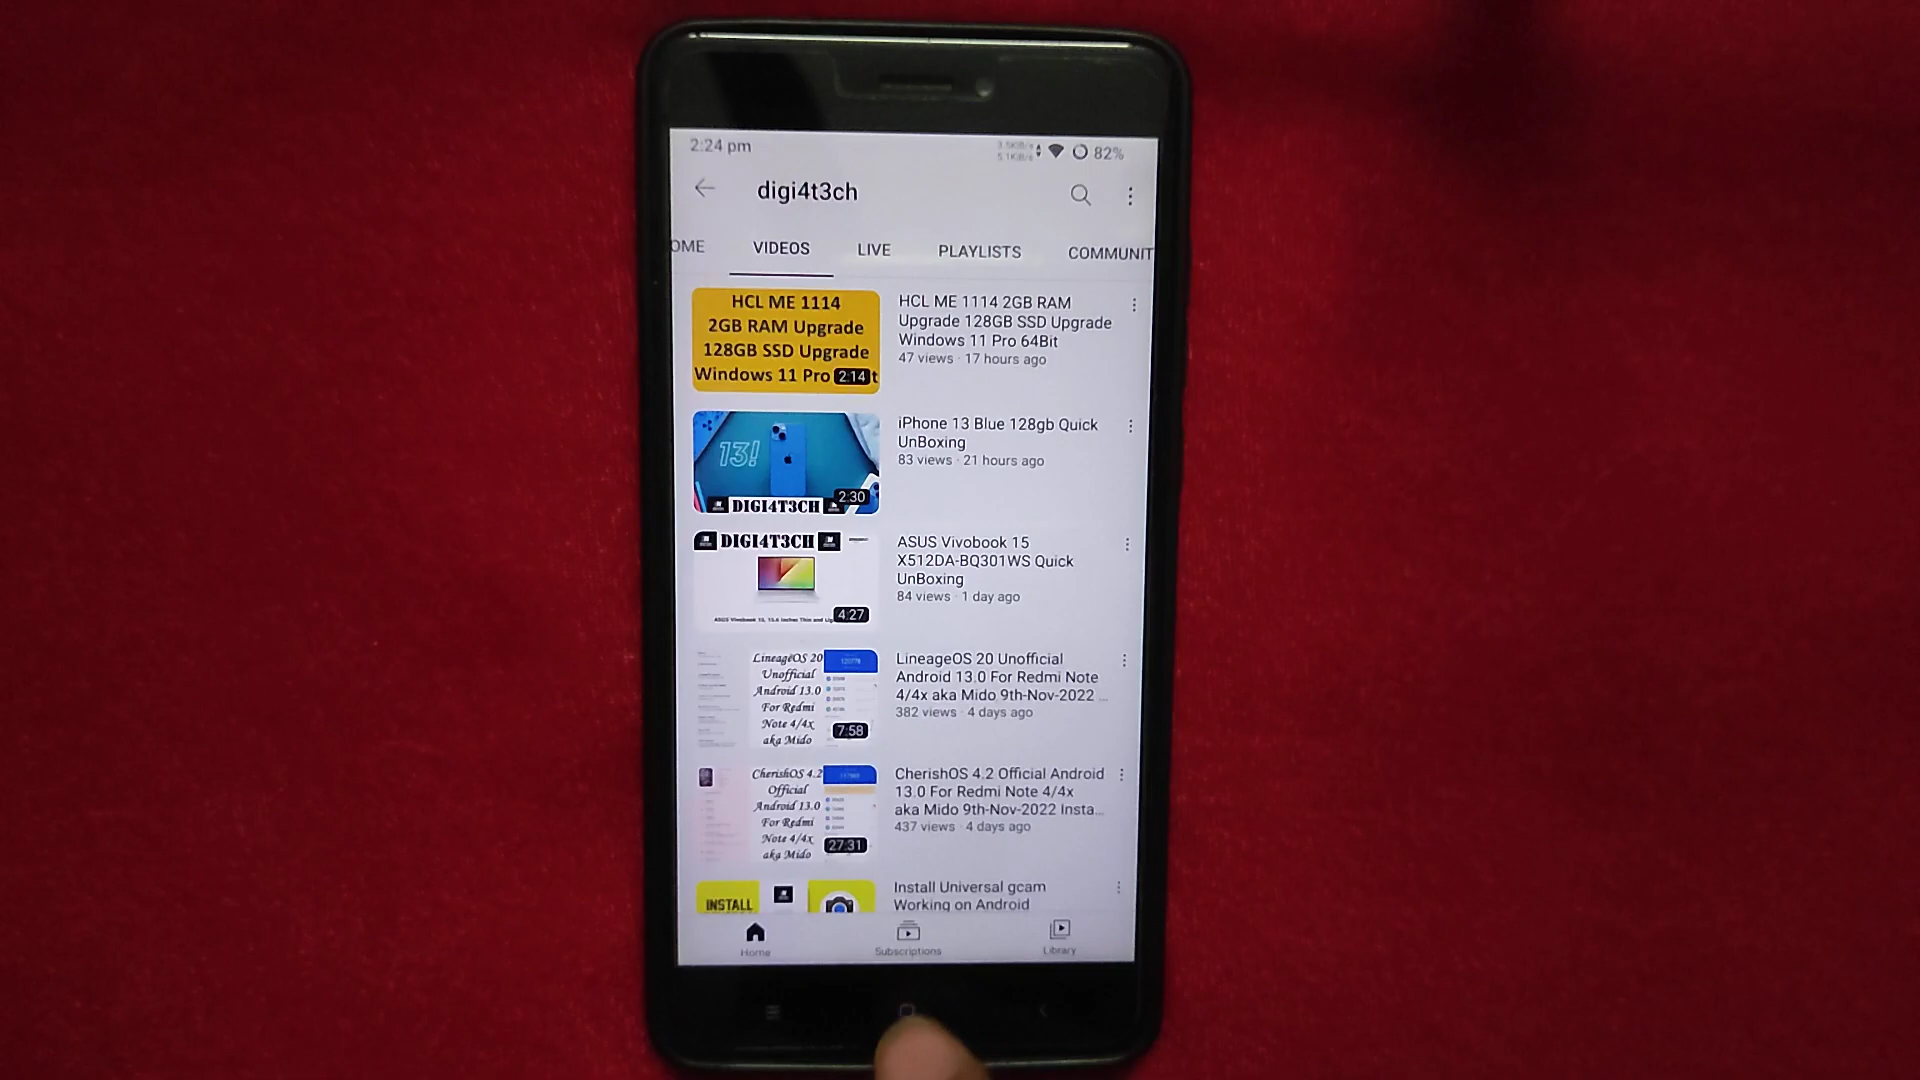 2:24 pm
82%
digi4t3ch
OME
VIDEOS
LIVE
PLAYLISTS
COMMUNIT
HCL ME 1114
2GB RAM Upgrade
128GB SSD Upgrade
Windows 11 Pro
2:14
t
HCL ME 1114 2GB RAM
Upgrade 128GB SSD Upgrade
Windows 11 Pro 64Bit
47 views · 17 hours ago
13!
2:30
DIGI4T3CH
iPhone 13 Blue 128gb Quick
UnBoxing
83 views · 21 hours ago
DIGI4T3CH
4:27
ASUS Vivobook 15
X512DA-BQ301WS Quick
UnBoxing
84 views · 1 day ago
LineageOS 20
Unofficial
Android 13.0
For Redmi
Note 4/4x
aka Mido
7:58
LineageOS 20 Unofficial
Android 13.0 For Redmi Note
4/4x aka Mido 9th-Nov-2022 ...
382 views · 4 days ago
CherishOS 4.2
Official
Android 13.0
For Redmi
Note 4/4x
aka Mido
27:31
CherishOS 4.2 Official Android
13.0 For Redmi Note 4/4x
aka Mido 9th-Nov-2022 Insta...
437 views · 4 days ago
INSTALL
Install Universal gcam
Working on Android
Home
Subscriptions
Library